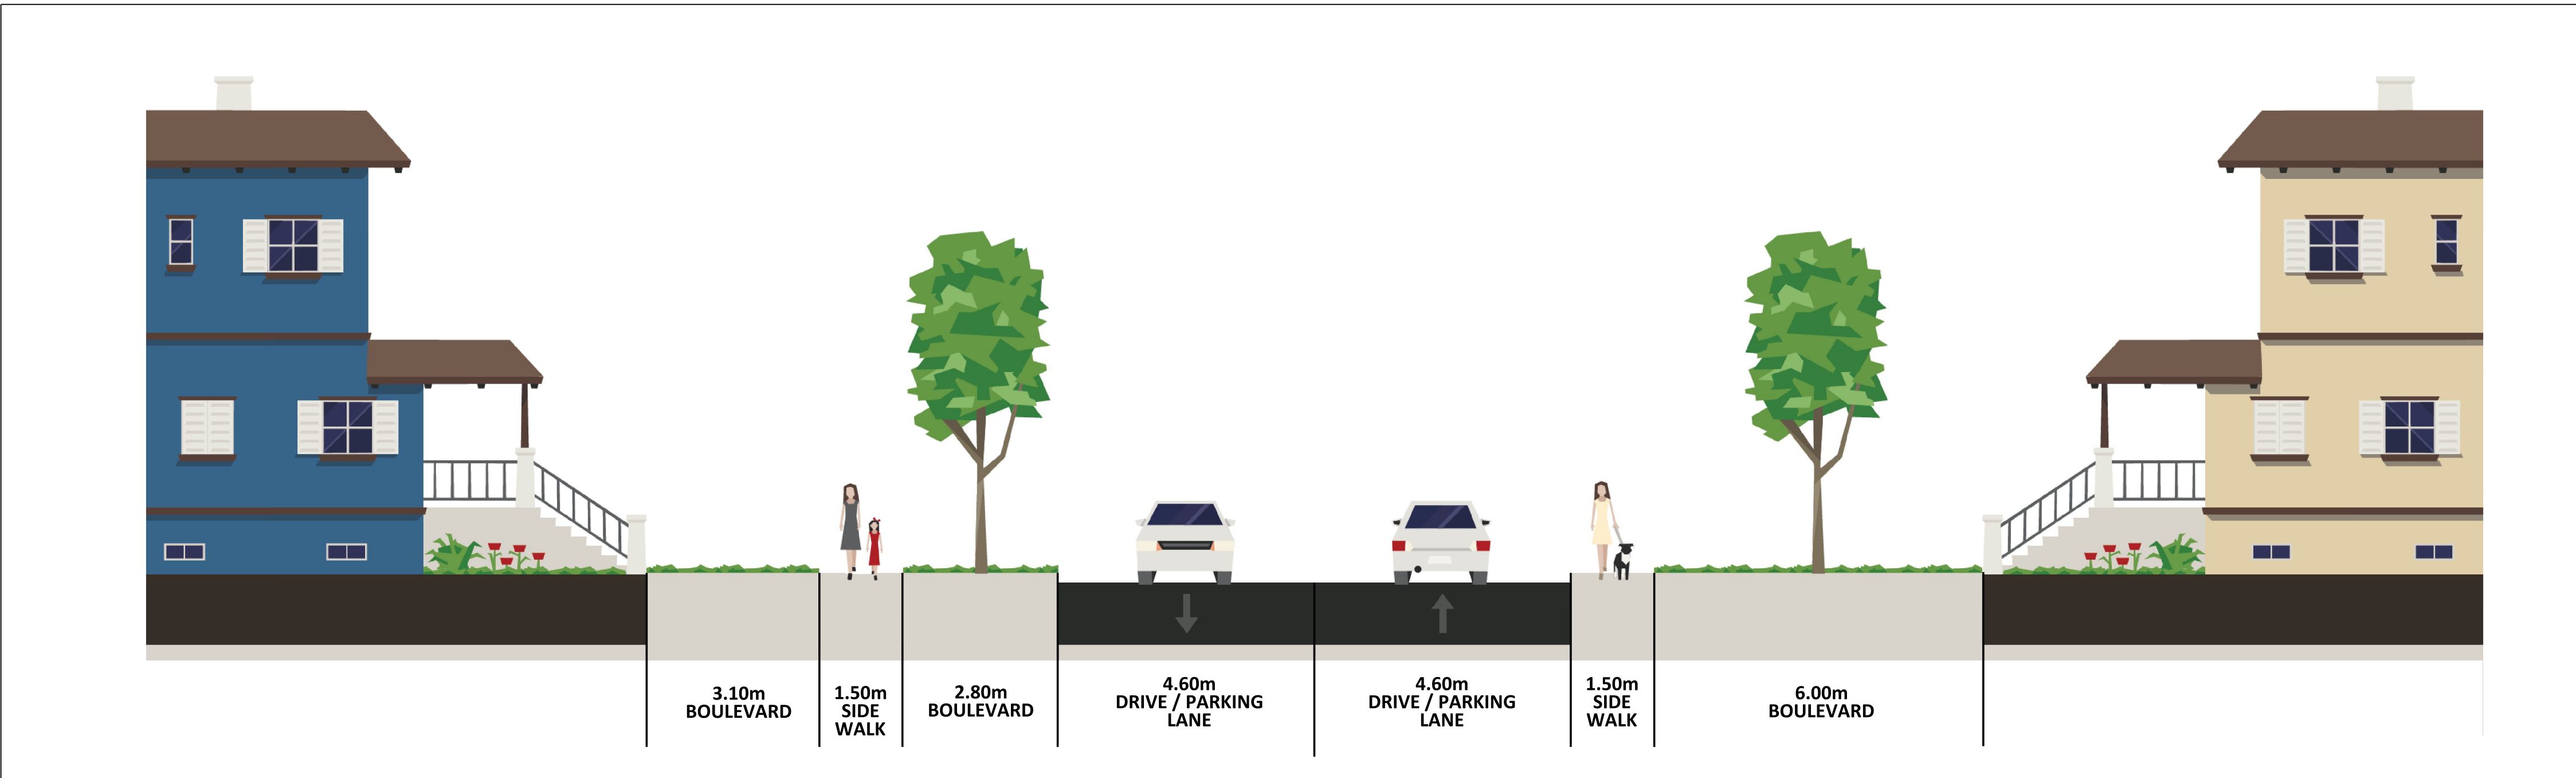 3.10m
BOULEVARD
1.50m
SIDE
WALK
2.80m
BOULEVARD
4.60m
DRIVE / PARKING
LANE
4.60m
DRIVE / PARKING
LANE
1.50m
SIDE
WALK
6.00m
BOULEVARD